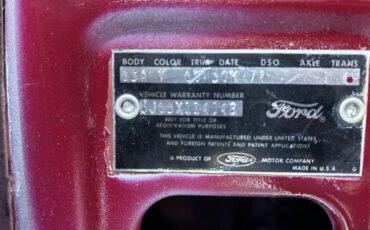 BODY COLOR TRIM DATE DSO AXLE TRANS
VEHICLE WARRANTY NUMBER
Ford
NOT FOR TITLE OR
REGISTRATION PURPOSES
THIS VEHICLE IS MANUFACTURED UNDER UNITED STATES
AND FOREIGN PATENTS AND PATENT APPLICATIONS
A PRODUCT OF Ford MOTOR COMPANY
MADE IN U.S.A